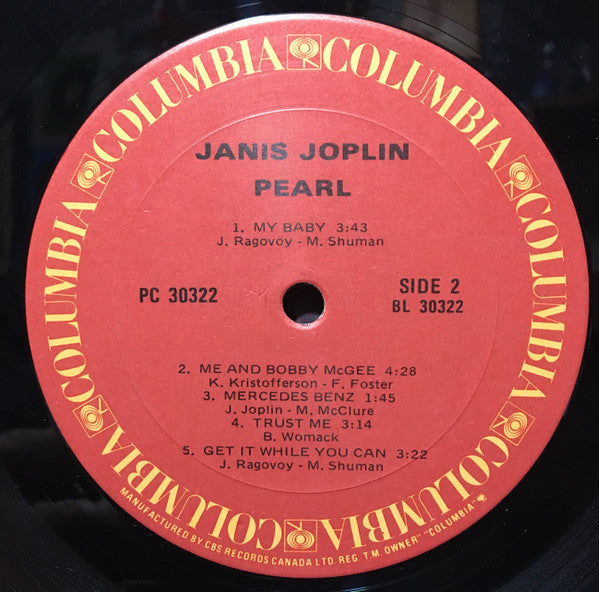 COLUMBIA COLUMBIA COLUMBIA COLUMBIA COLUMBIA COLUMBIA
JANIS JOPLIN
PEARL
1. MY BABY 3:43
J. Ragovoy - M. Shuman
PC 30322
SIDE 2
BL 30322
2. ME AND BOBBY McGEE 4:28
K. Kristofferson - F. Foster
3. MERCEDES BENZ 1:45
J. Joplin - M. McClure
4. TRUST ME 3:14
B. Womack
5. GET IT WHILE YOU CAN 3:22
J. Ragovoy - M. Shuman
MANUFACTURED BY CBS RECORDS CANADA LTD. REG. T.M. OWNER "COLUMBIA"